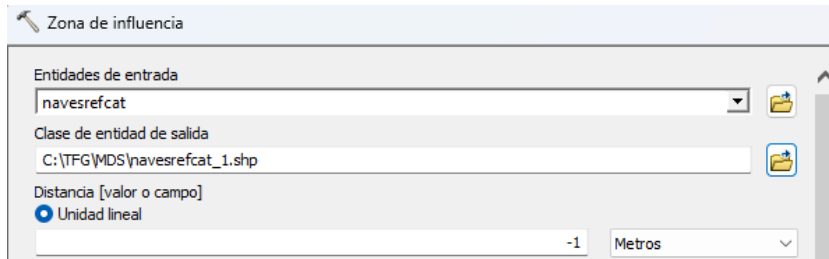 Zona de influencia
Entidades de entrada
navesrefcat
Clase de entidad de salida
C:\TFG\MDS\navesrefcat_1.shp
Distancia [valor o campo]
Unidad lineal
-1 Metros